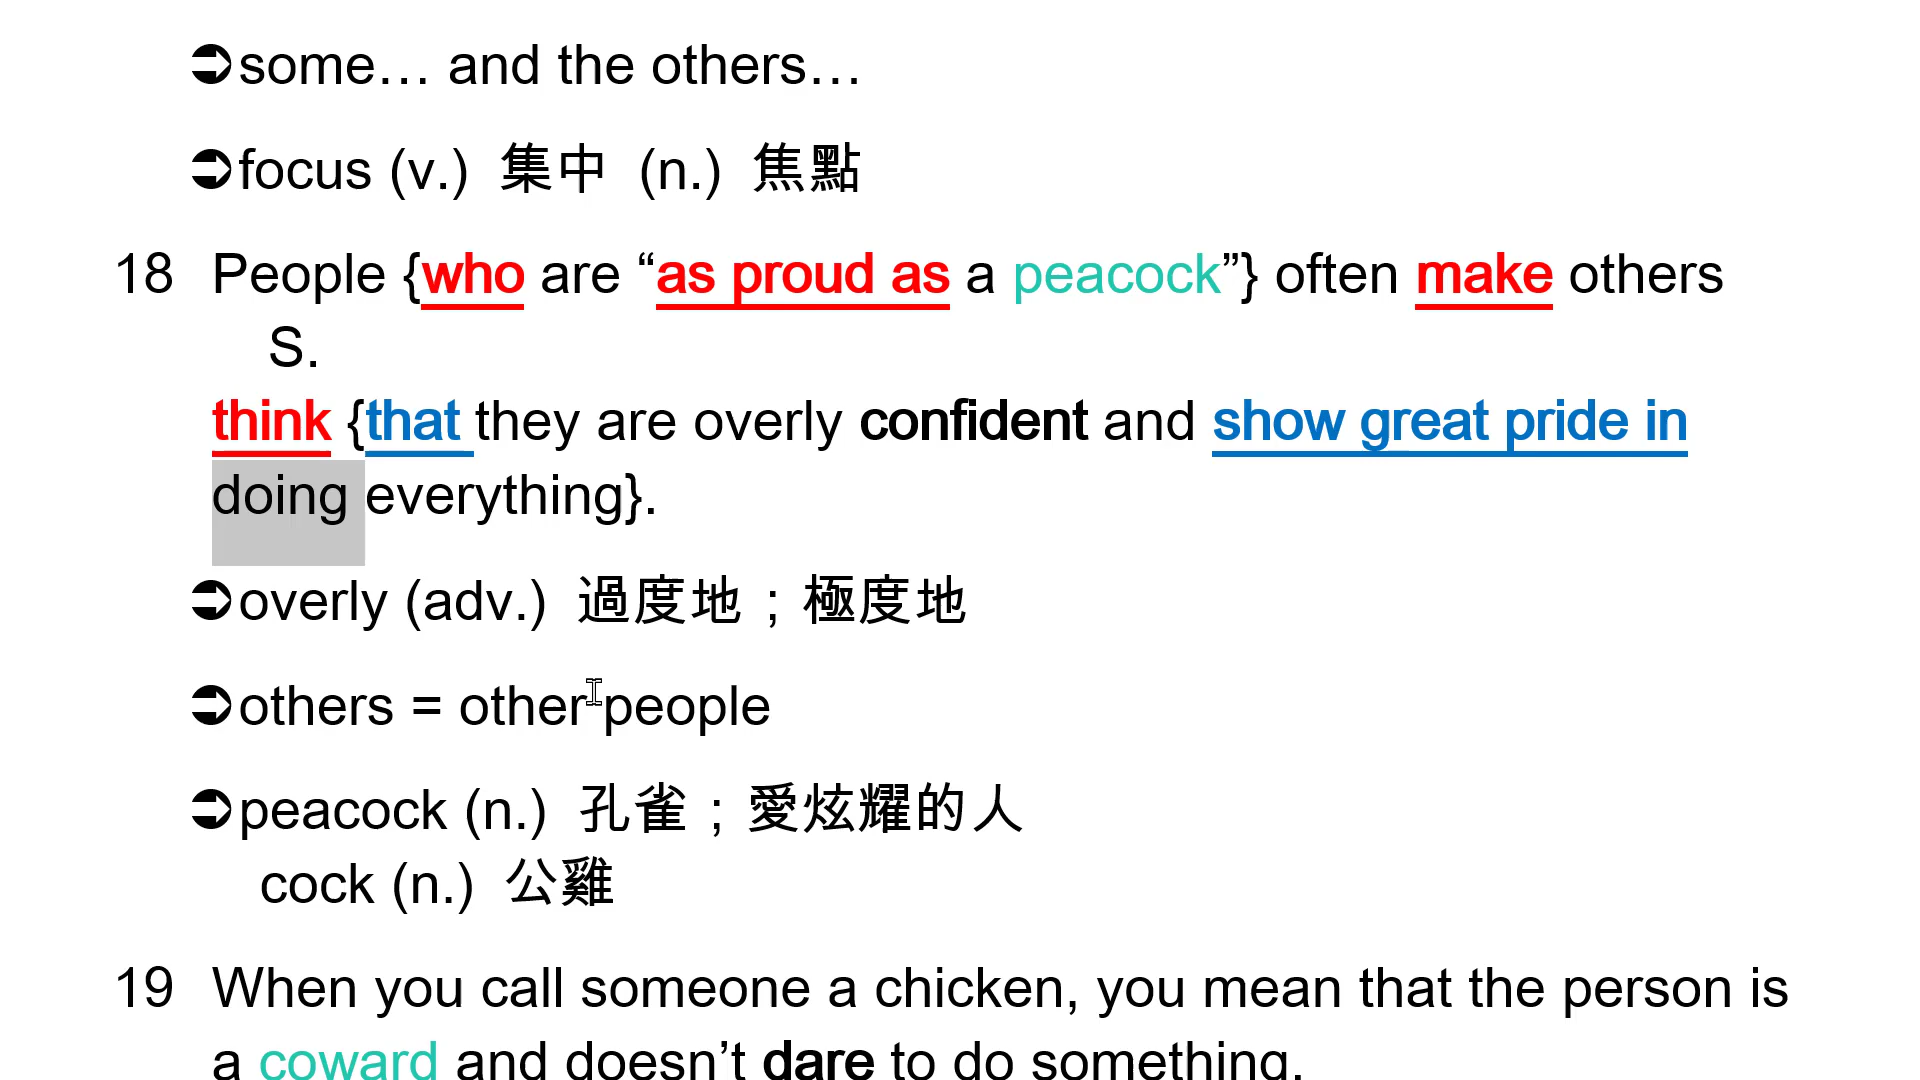 ➲some… and the others…
➲focus (v.) 集中 (n.) 焦點
18 People {who are “as proud as a peacock”} often make others
S.
think {that they are overly confident and show great pride in
doing everything}.
➲overly (adv.) 過度地；極度地
➲others = other people
➲peacock (n.) 孔雀；愛炫耀的人
cock (n.) 公雞
19 When you call someone a chicken, you mean that the person is
a coward and doesn’t dare to do something.